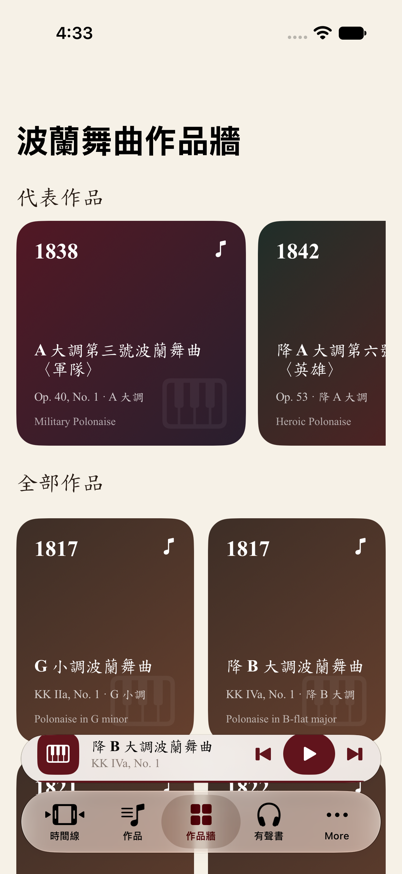 4:33
波蘭舞曲作品牆
代表作品
1838
1842
A 大調第三號波蘭舞曲
〈軍隊〉
Op. 40, No. 1 · A 大調
Military Polonaise
降 A 大調第六號
〈英雄〉
Op. 53 · 降 A 大調
Heroic Polonaise
全部作品
1817
1817
G 小調波蘭舞曲
KK IIa, No. 1 · G 小調
Polonaise in G minor
降 B 大調波蘭舞曲
KK IVa, No. 1 · 降 B 大調
Polonaise in B-flat major
降 B 大調波蘭舞曲
KK IVa, No. 1
1821
1822
時間線
作品
作品牆
有聲書
More